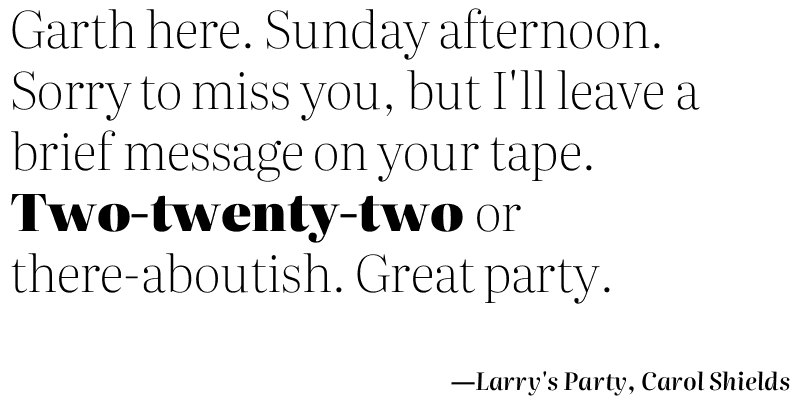 Garth here. Sunday afternoon.
Sorry to miss you, but I'll leave a
brief message on your tape.
Two-twenty-two or
there-aboutish. Great party.
—Larry's Party, Carol Shields